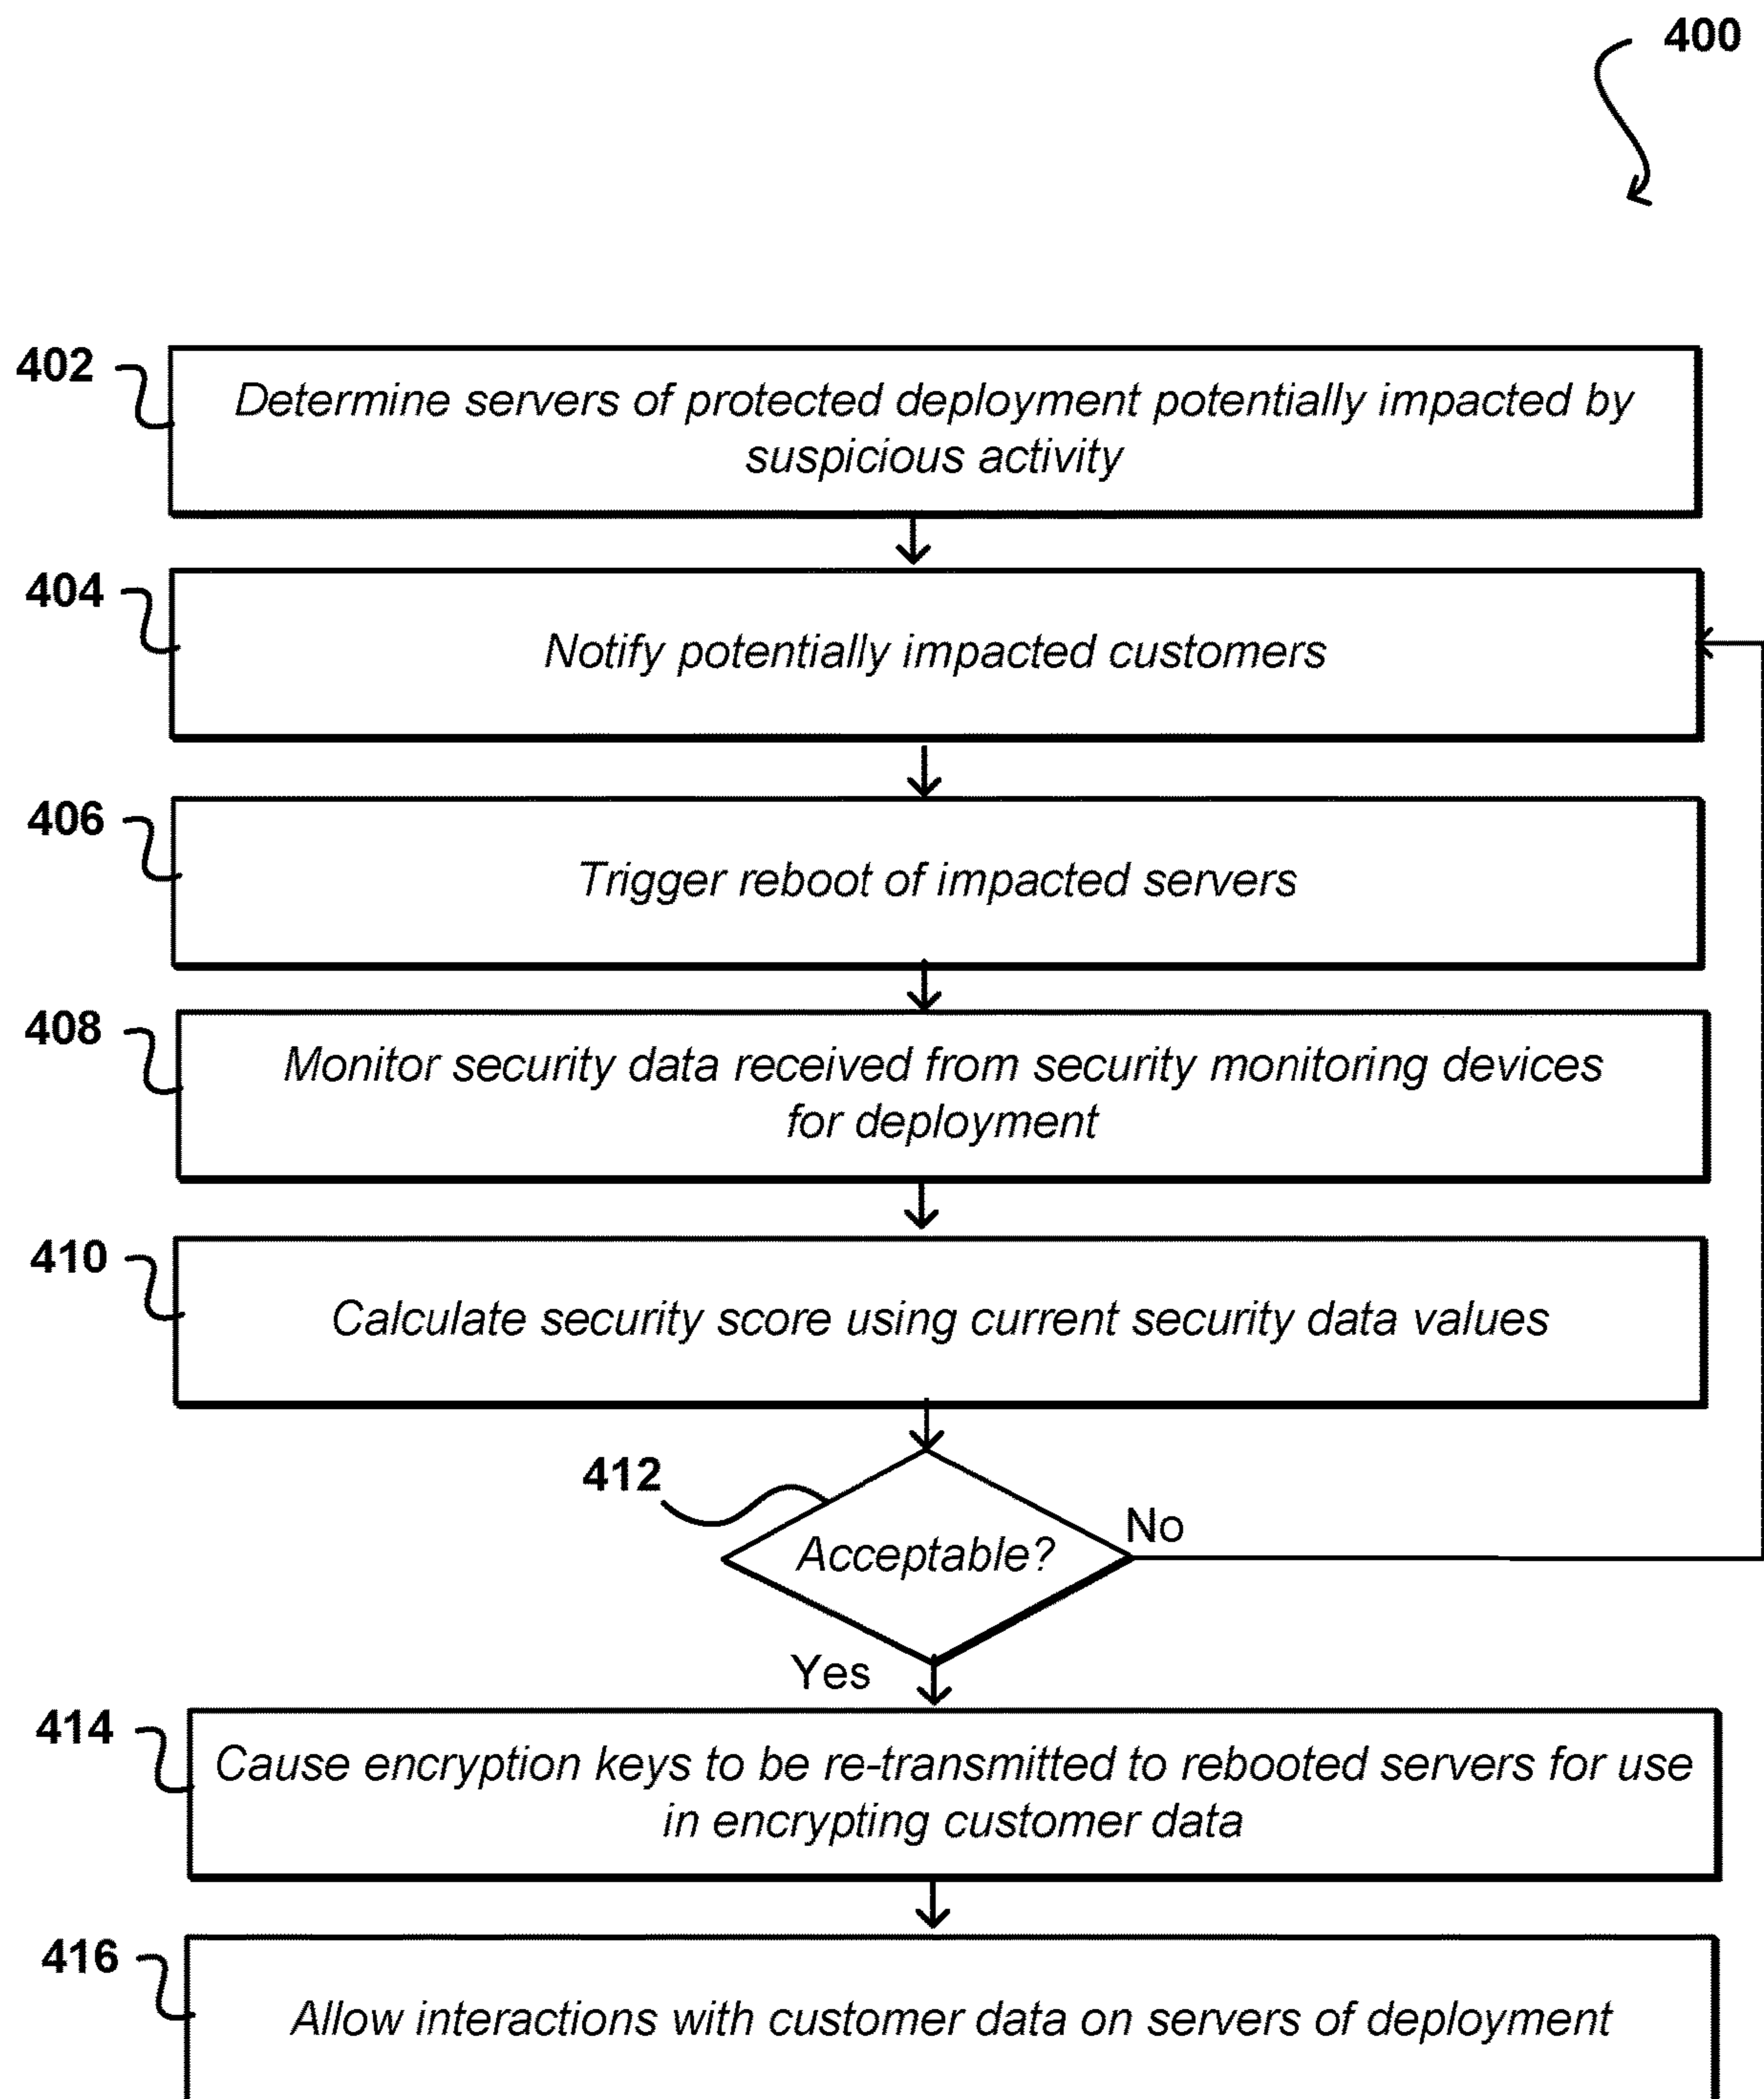 400
402
Determine servers of protected deployment potentially impacted by
suspicious activity
404
Notify potentially impacted customers
406
Trigger reboot of impacted servers
408
Monitor security data received from security monitoring devices
for deployment
410
Calculate security score using current security data values
412
Acceptable?
No
Yes
414
Cause encryption keys to be re-transmitted to rebooted servers for use
in encrypting customer data
416
Allow interactions with customer data on servers of deployment